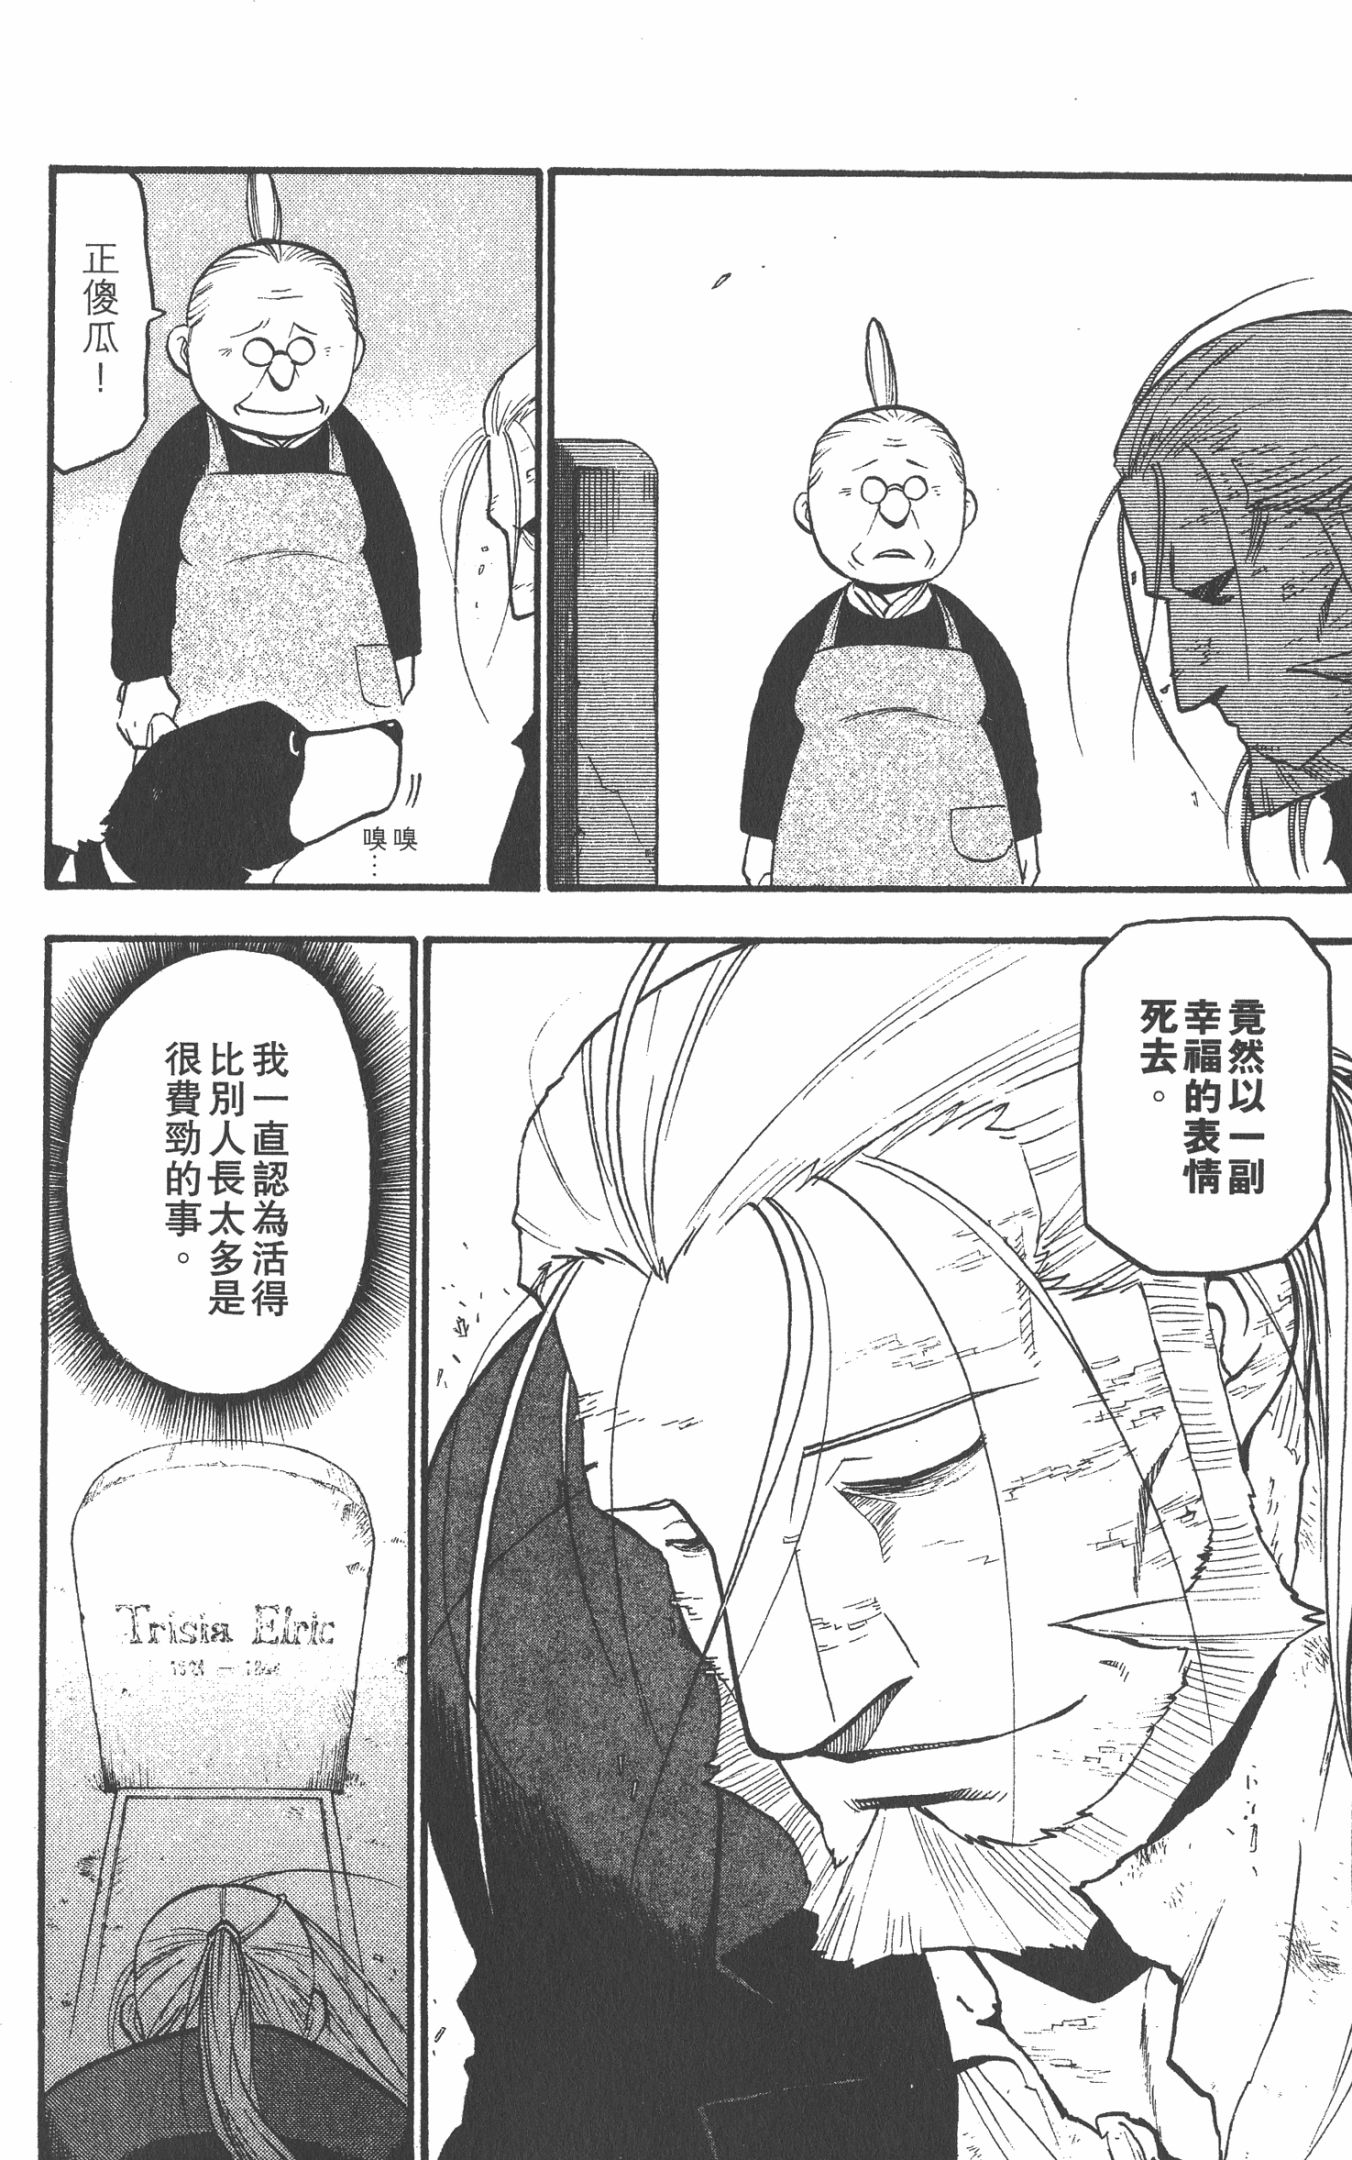 正傻瓜！
嗅
嗅…
竟然以一副
幸福的表情
死去。
我一直認為活得
比別人長太多是
很費勁的事。
Trisia Elric